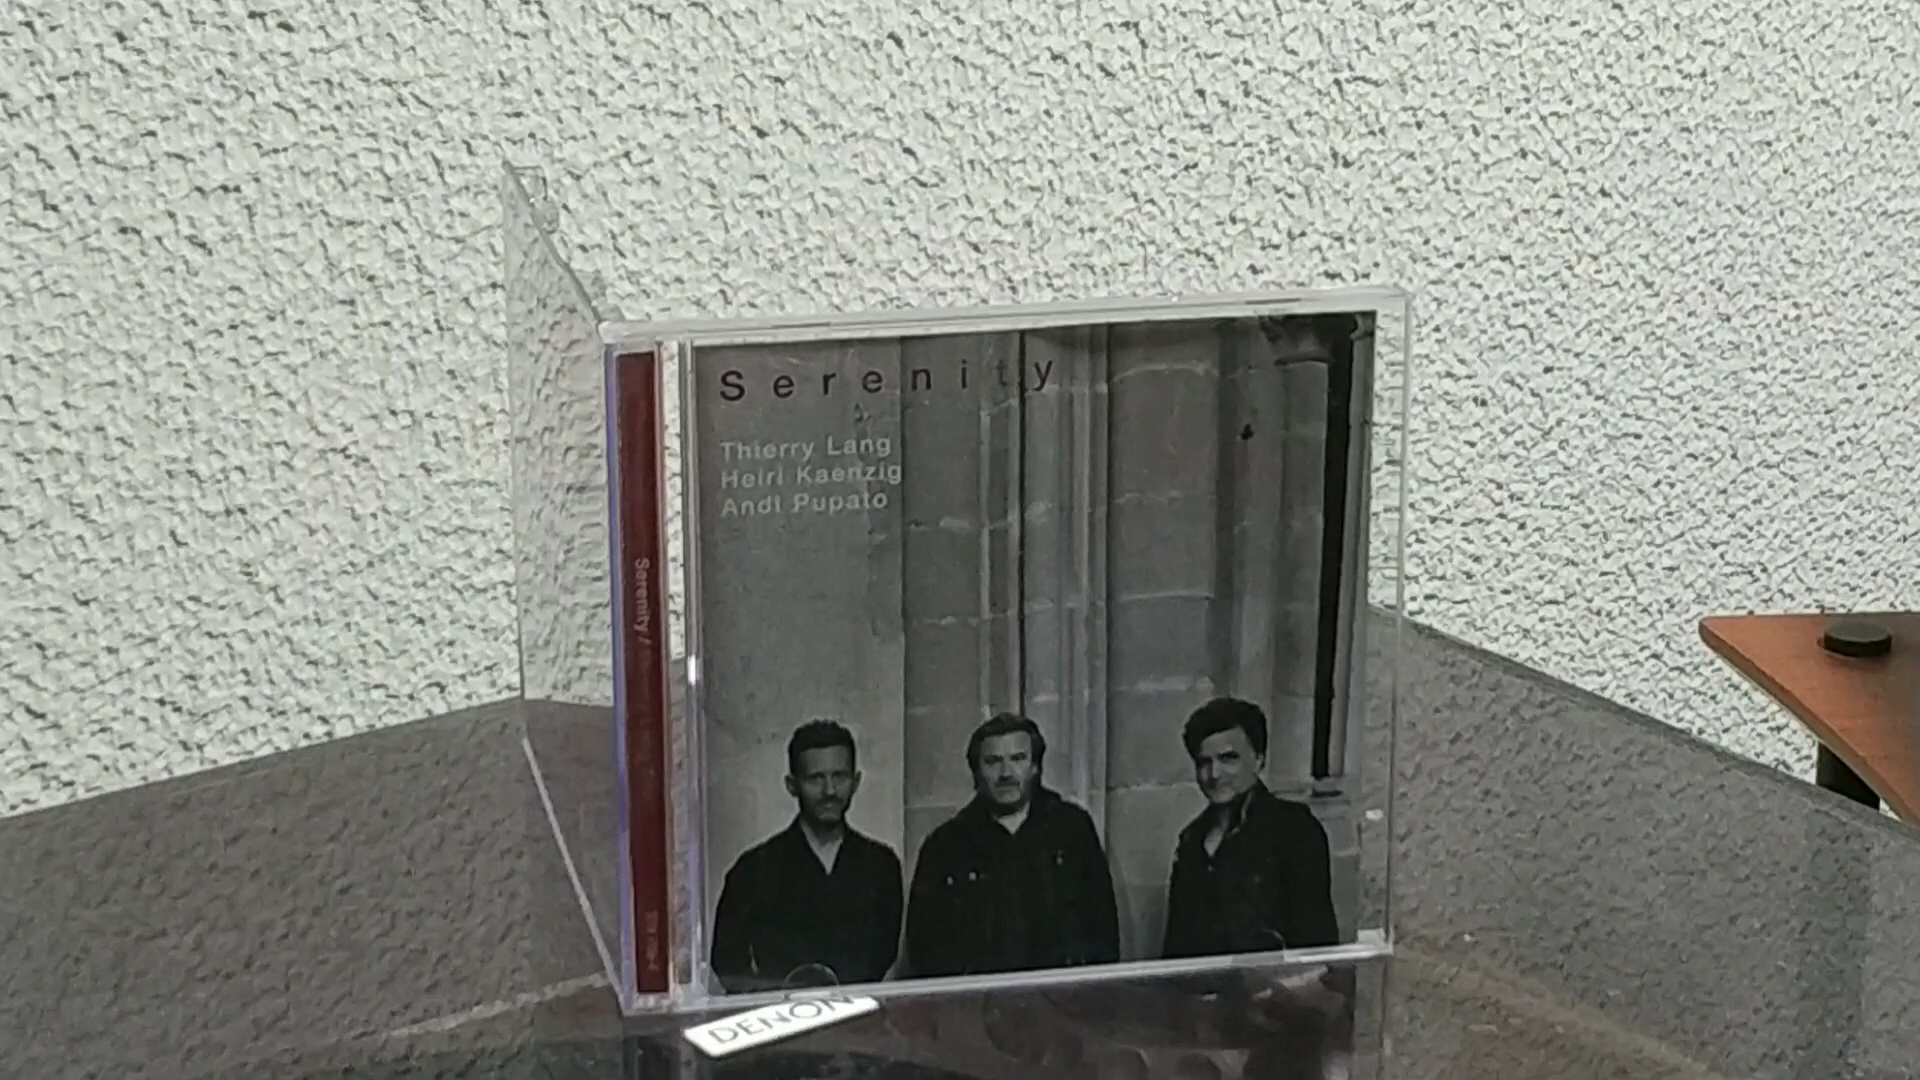 Serenity
Thierry Lang
Heiri Kaenzig
Andi Pupato
Serenity /
DENON